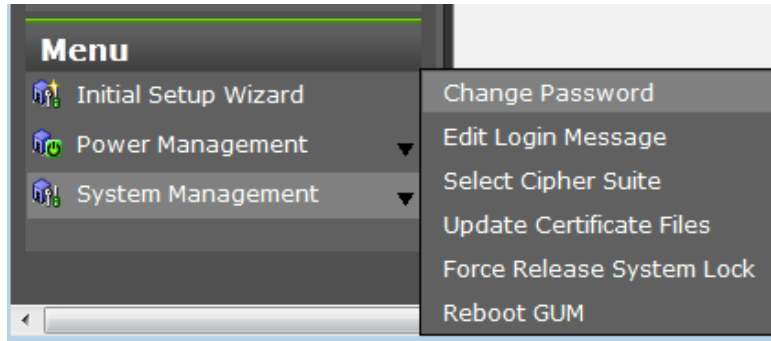 Menu
Initial Setup Wizard
Power Management
System Management
Change Password
Edit Login Message
Select Cipher Suite
Update Certificate Files
Force Release System Lock
Reboot GUM